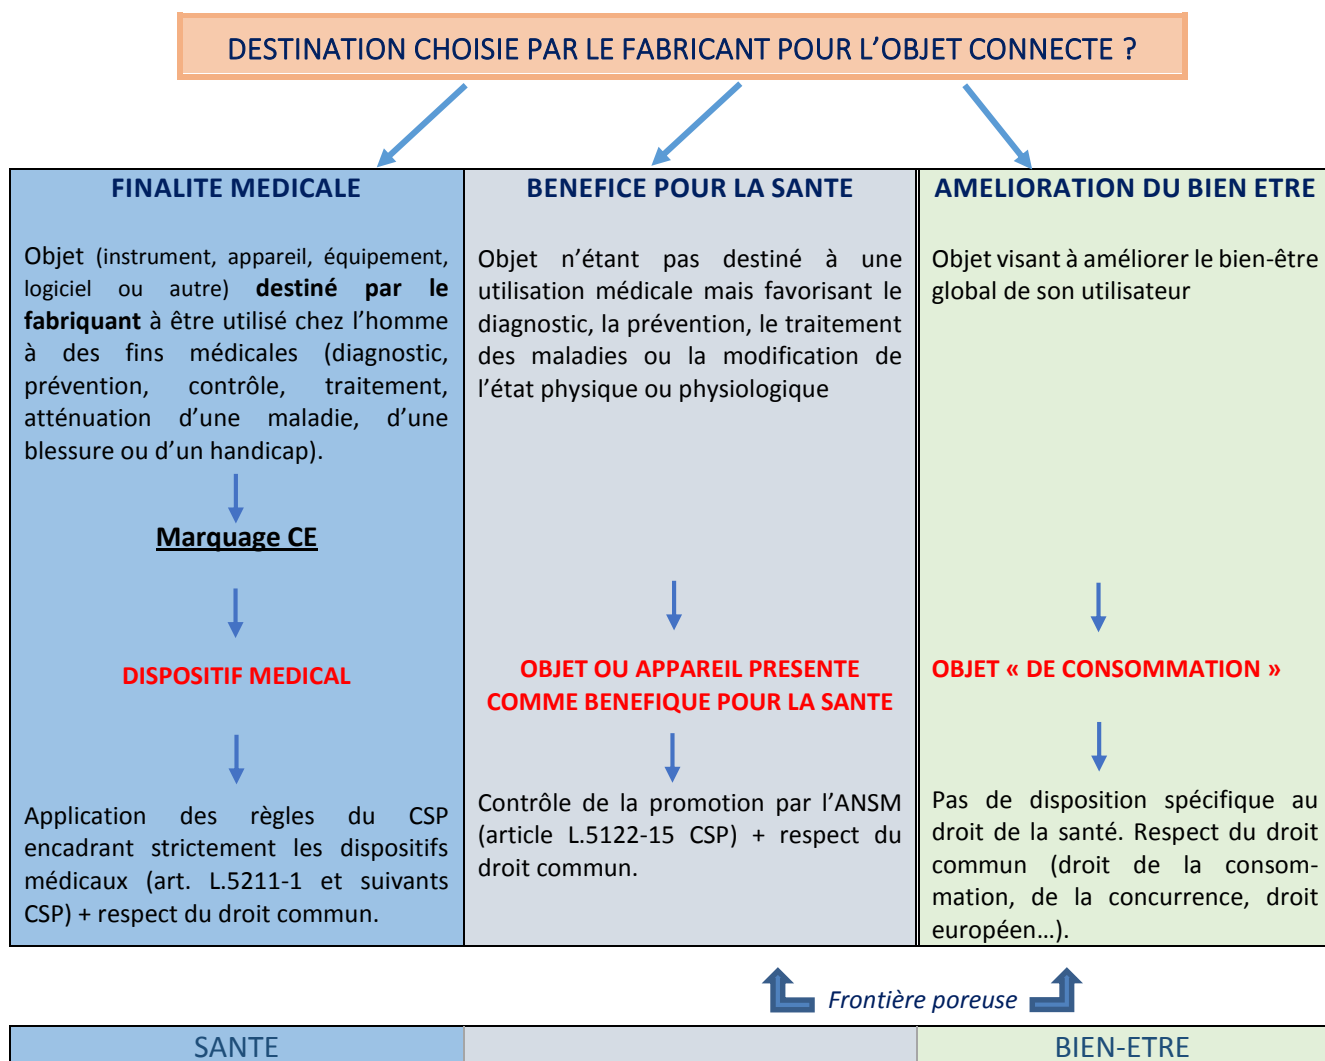 DESTINATION CHOISIE PAR LE FABRICANT POUR L’OBJET CONNECTE ?
FINALITE MEDICALE
Objet (instrument, appareil, équipement,
logiciel ou autre) destiné par le
fabriquant à être utilisé chez l’homme
à des fins médicales (diagnostic,
prévention, contrôle, traitement,
atténuation d’une maladie, d’une
blessure ou d’un handicap).
Marquage CE
DISPOSITIF MEDICAL
Application des règles du CSP
encadrant strictement les dispositifs
médicaux (art. L.5211-1 et suivants
CSP) + respect du droit commun.
BENEFICE POUR LA SANTE
Objet n’étant pas destiné à une
utilisation médicale mais favorisant le
diagnostic, la prévention, le traitement
des maladies ou la modification de
l’état physique ou physiologique
OBJET OU APPAREIL PRESENTE
COMME BENEFIQUE POUR LA SANTE
Contrôle de la promotion par l’ANSM
(article L.5122-15 CSP) + respect du
droit commun.
AMELIORATION DU BIEN ETRE
Objet visant à améliorer le bien-être
global de son utilisateur
OBJET « DE CONSOMMATION »
Pas de disposition spécifique au
droit de la santé. Respect du droit
commun (droit de la consom-
mation, de la concurrence, droit
européen…).
Frontière poreuse
SANTE
BIEN-ETRE